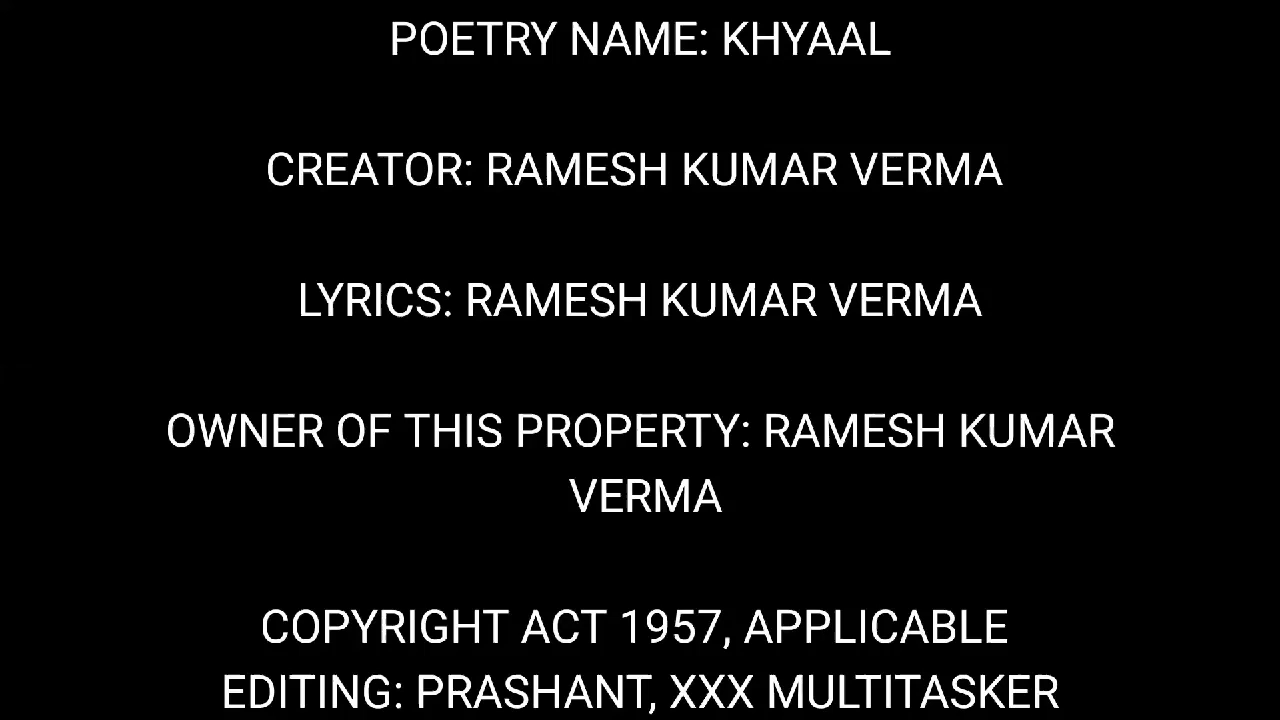 POETRY NAME: KHYAAL
CREATOR: RAMESH KUMAR VERMA
LYRICS: RAMESH KUMAR VERMA
OWNER OF THIS PROPERTY: RAMESH KUMAR
VERMA
COPYRIGHT ACT 1957, APPLICABLE
EDITING: PRASHANT, XXX MULTITASKER